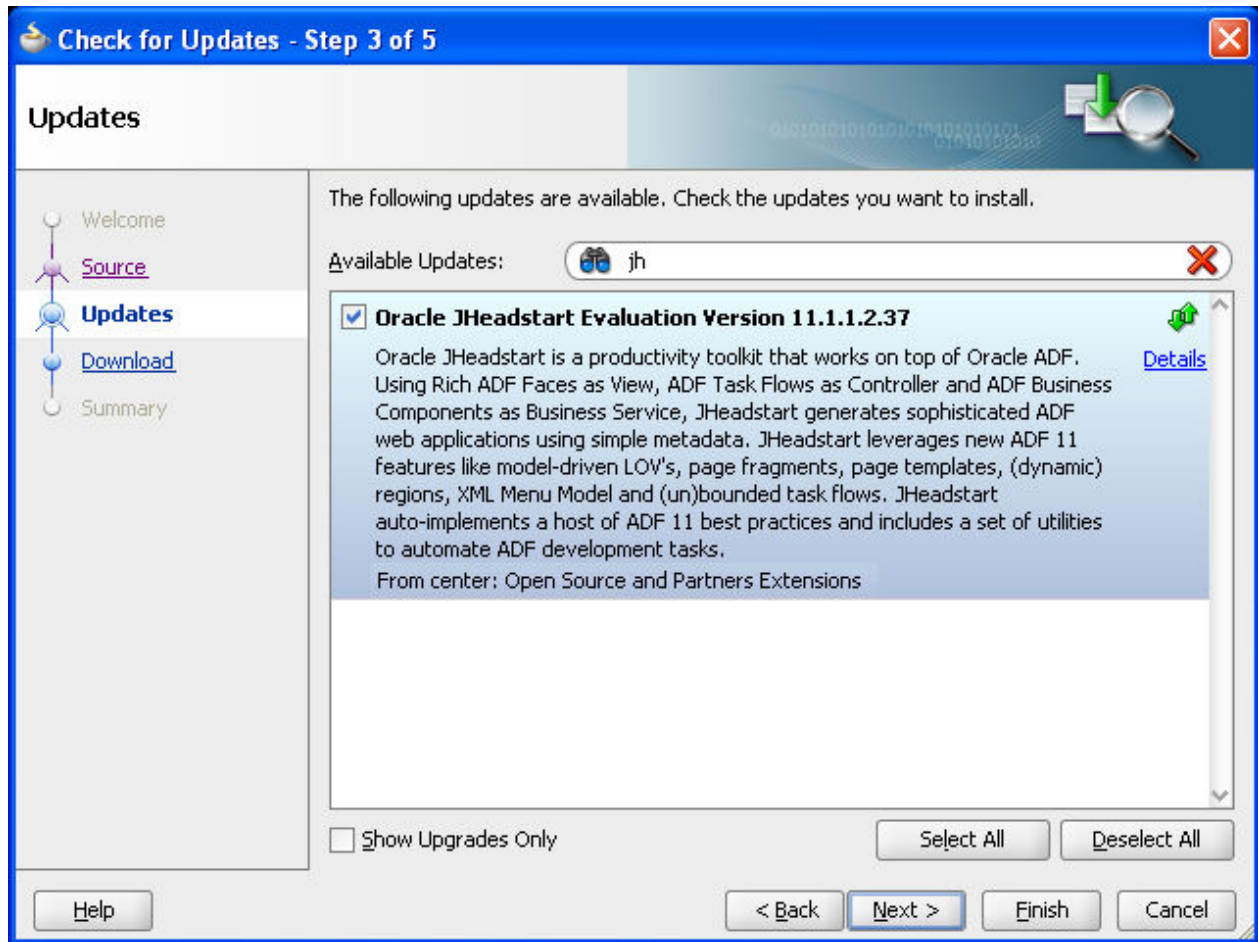 Check for Updates - Step 3 of 5
Updates
Welcome
Source
Updates
Download
Summary
The following updates are available. Check the updates you want to install.
Available Updates:
jh
Oracle JHeadstart Evaluation Version 11.1.1.2.37
Oracle JHeadstart is a productivity toolkit that works on top of Oracle ADF.
Details
Using Rich ADF Faces as View, ADF Task Flows as Controller and ADF Business
Components as Business Service, JHeadstart generates sophisticated ADF
web applications using simple metadata. JHeadstart leverages new ADF 11
features like model-driven LOV's, page fragments, page templates, (dynamic)
regions, XML Menu Model and (un)bounded task flows. JHeadstart
auto-implements a host of ADF 11 best practices and includes a set of utilities
to automate ADF development tasks.
From center: Open Source and Partners Extensions
Show Upgrades Only
Select All
Deselect All
Help
< Back
Next >
Finish
Cancel